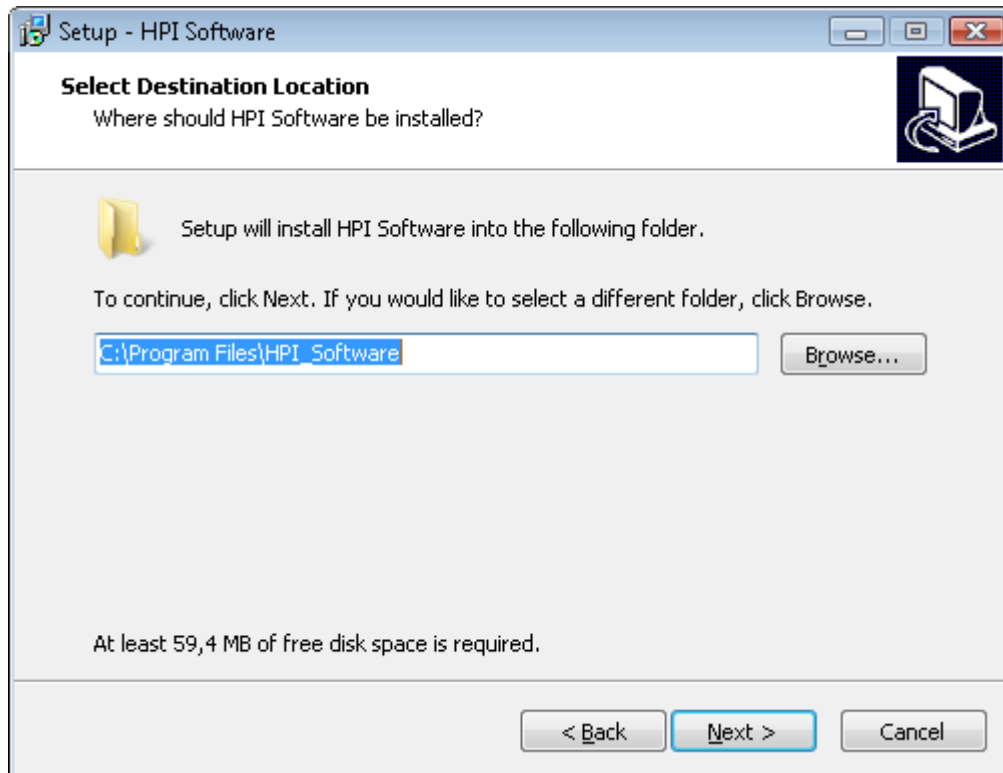 Setup - HPI Software
Select Destination Location
Where should HPI Software be installed?
Setup will install HPI Software into the following folder.
To continue, click Next. If you would like to select a different folder, click Browse.
C:\Program Files\HPI_Software
Browse...
At least 59,4 MB of free disk space is required.
< Back
Next >
Cancel